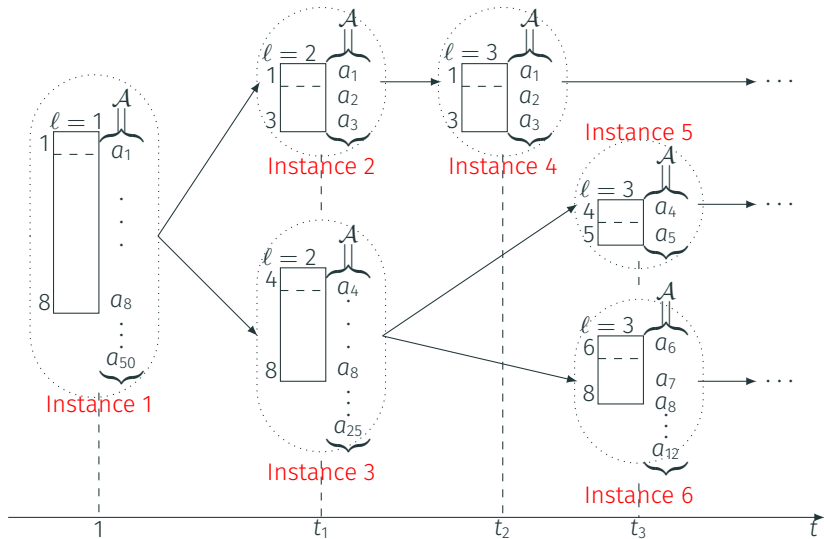 𝒜
ℓ = 1
1
a₁
.
.
.
8
a₈
.
.
a₅₀
Instance 1
𝒜
ℓ = 2
1
a₁
a₂
3
a₃
Instance 2
𝒜
ℓ = 3
1
a₁
a₂
3
a₃
Instance 4
· · ·
𝒜
ℓ = 2
4
a₄
.
.
.
8
a₈
.
.
a₂₅
Instance 3
Instance 5
𝒜
ℓ = 3
4
a₄
5
a₅
· · ·
𝒜
ℓ = 3
6
a₆
a₇
8
a₈
.
.
a₁₂
· · ·
Instance 6
1 t₁ t₂ t₃ t